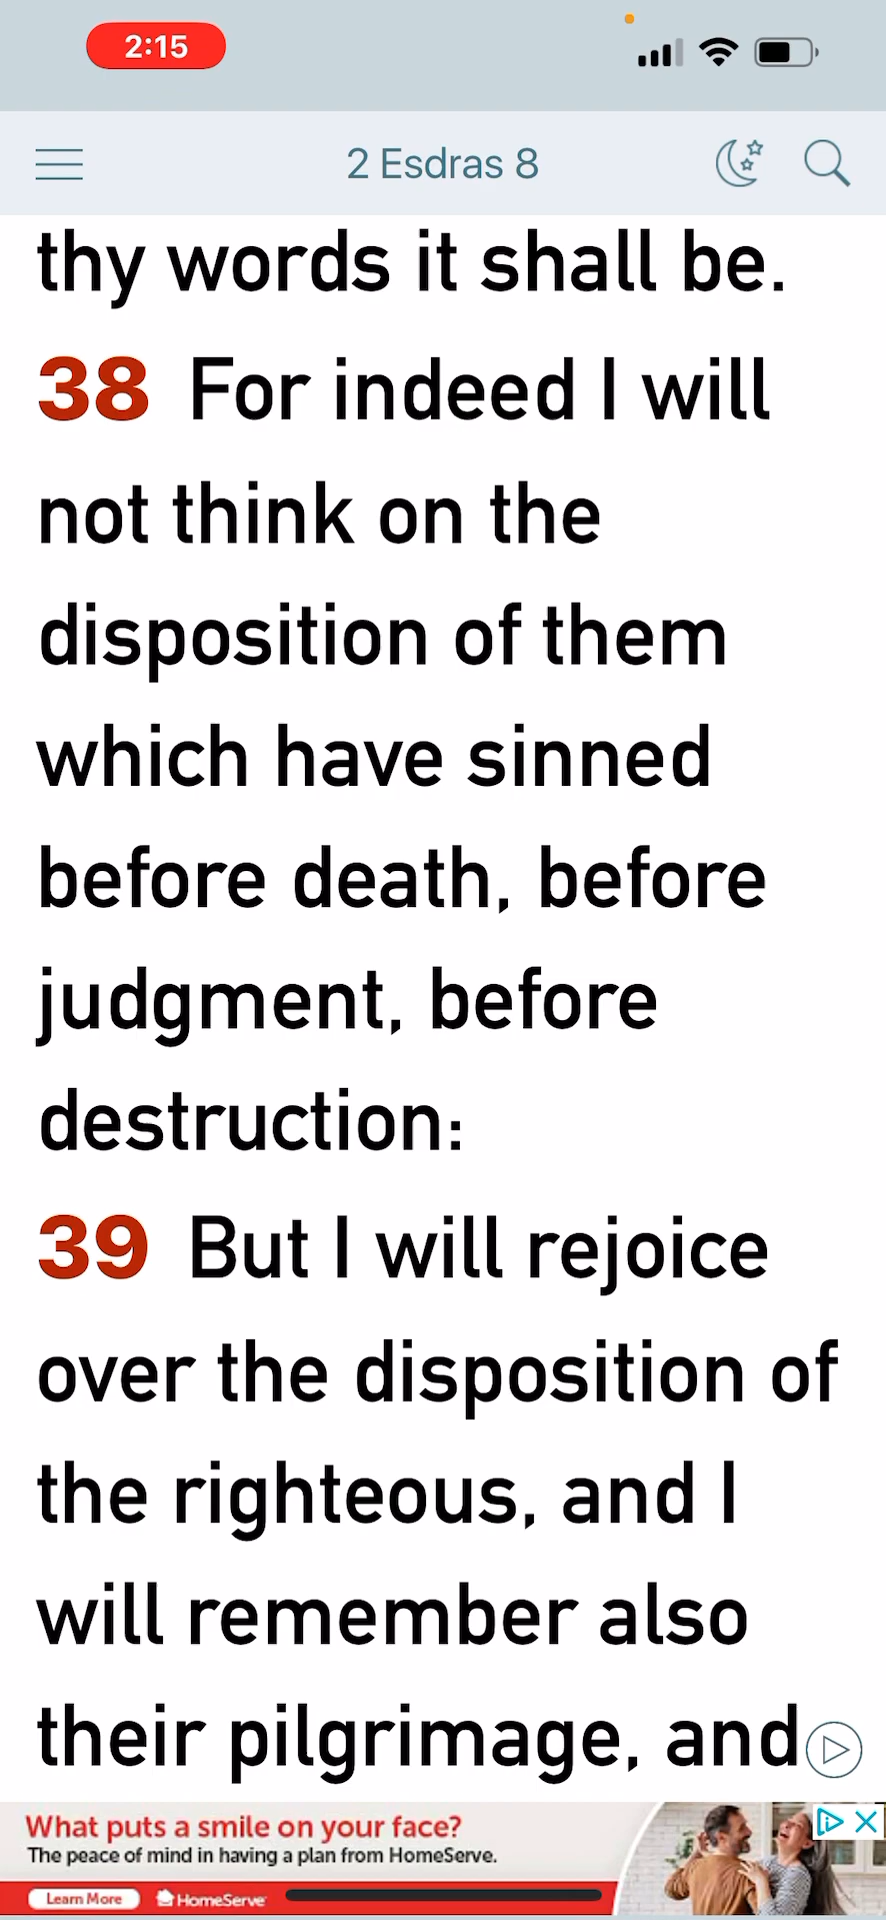 2:15
2 Esdras 8
thy words it shall be.
38 For indeed I will
not think on the
disposition of them
which have sinned
before death, before
judgment, before
destruction:
39 But I will rejoice
over the disposition of
the righteous, and I
will remember also
their pilgrimage, and
What puts a smile on your face?
The peace of mind in having a plan from HomeServe.
Learn More
HomeServe